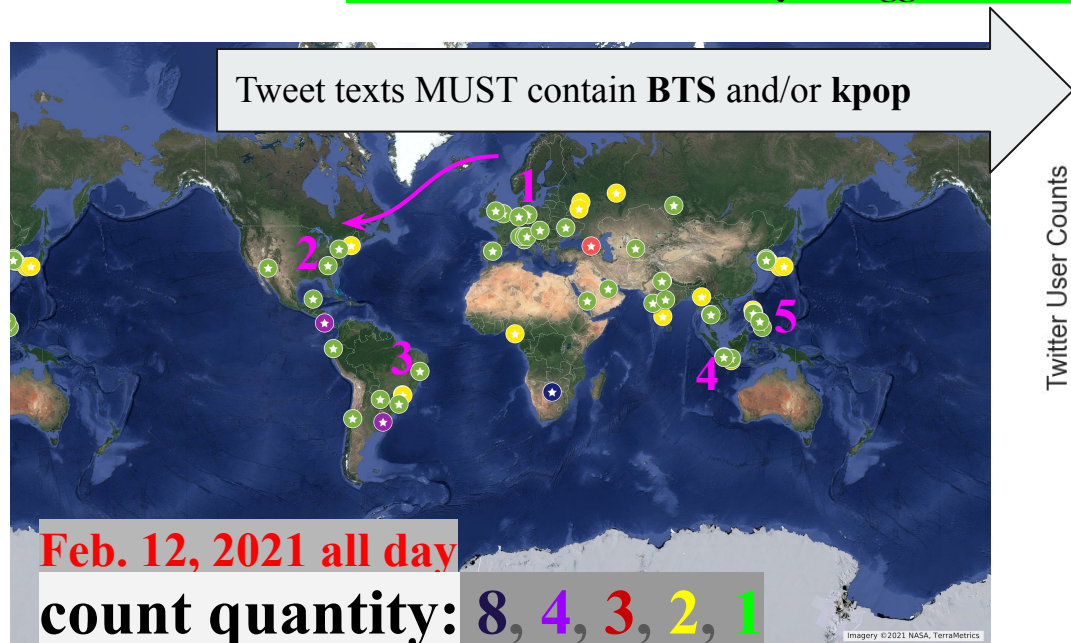 Tweet texts MUST contain BTS and/or kpop
Twitter User Counts
1
2
3
4
5
Feb. 12, 2021 all day
count quantity: 8, 4, 3, 2, 1
Imagery ©2021 NASA, TerraMetrics